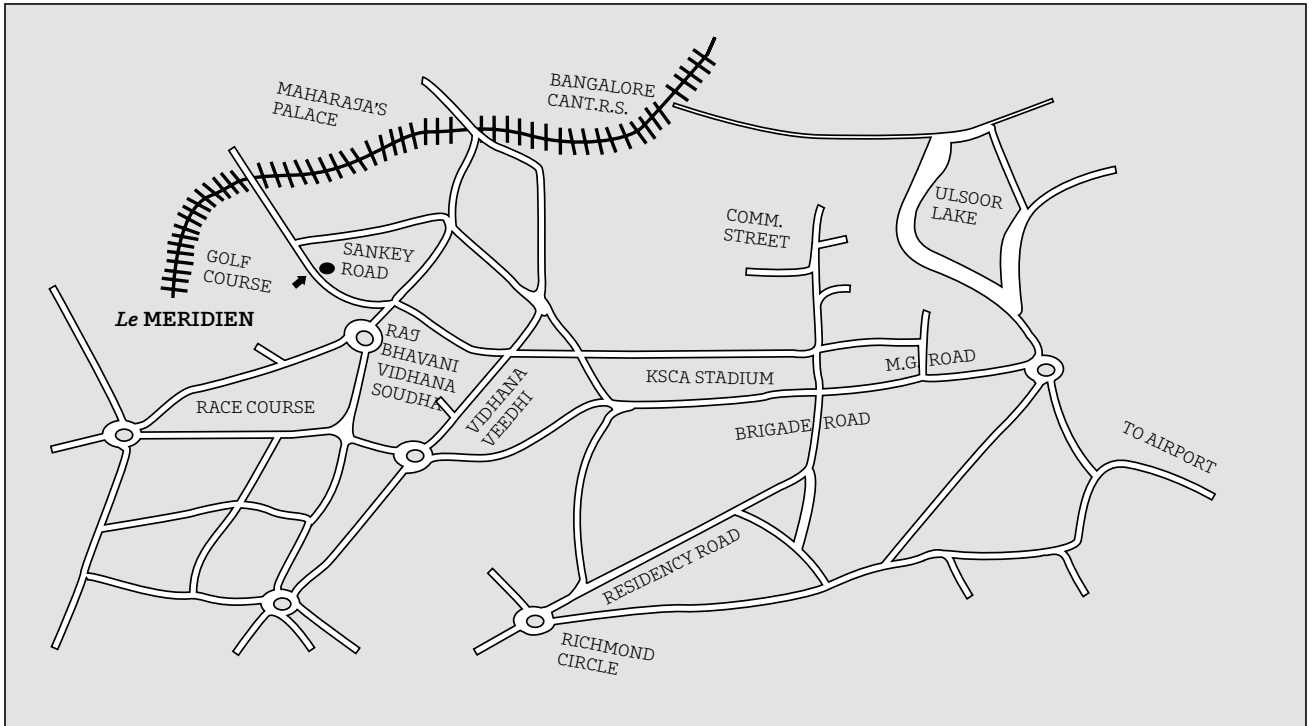 MAHARAJA'S
PALACE
BANGALORE
CANT.R.S.
ULSOOR
LAKE
COMM.
STREET
SANKEY
ROAD
GOLF
COURSE
Le MERIDIEN
RAJ
BHAVANI
VIDHANA
SOUDHA
VIDHANA
VEEDHI
KSCA STADIUM
M.G. ROAD
RACE COURSE
BRIGADE ROAD
TO AIRPORT
RESIDENCY ROAD
RICHMOND
CIRCLE